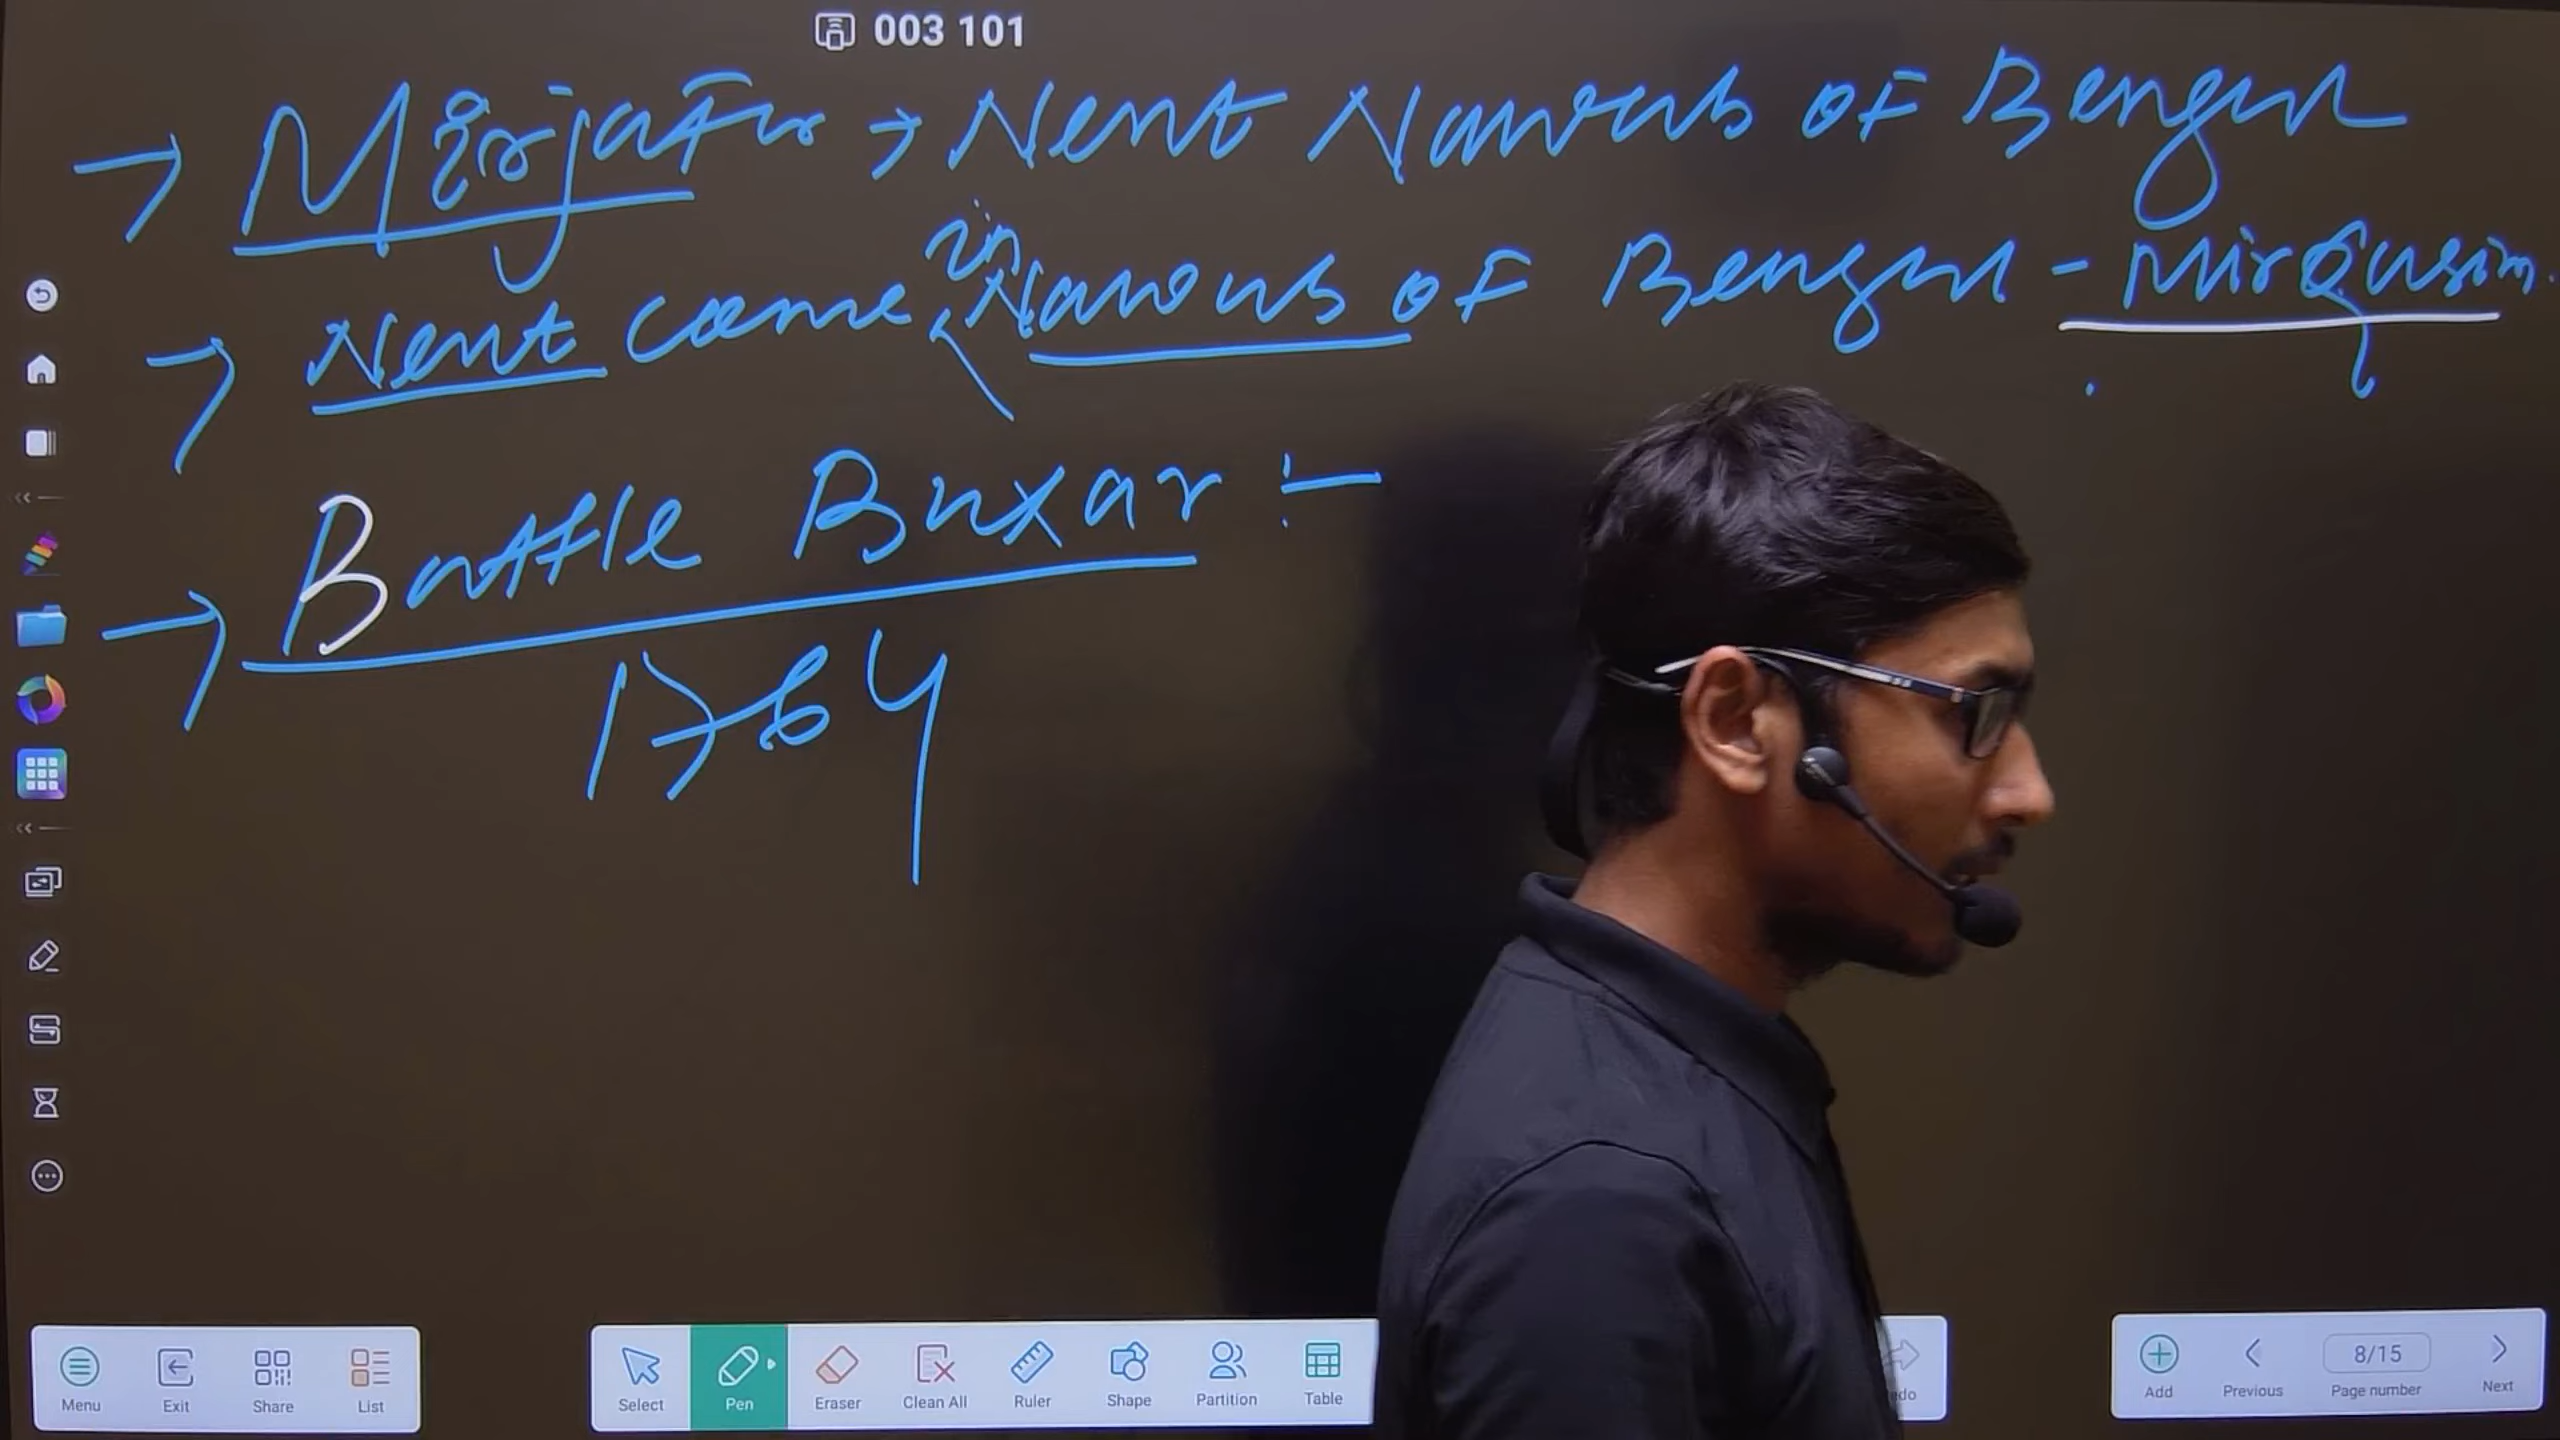 003 101
→ Mirjafar → Next Nawab of Bengal
→ Next came in Nawab of Bengal - Mir Qasim.
→ Battle Buxar :-
1764
Menu Exit Share List Select Pen Eraser Clean All Ruler Shape Partition Table Add Previous 8/15 Page number Next